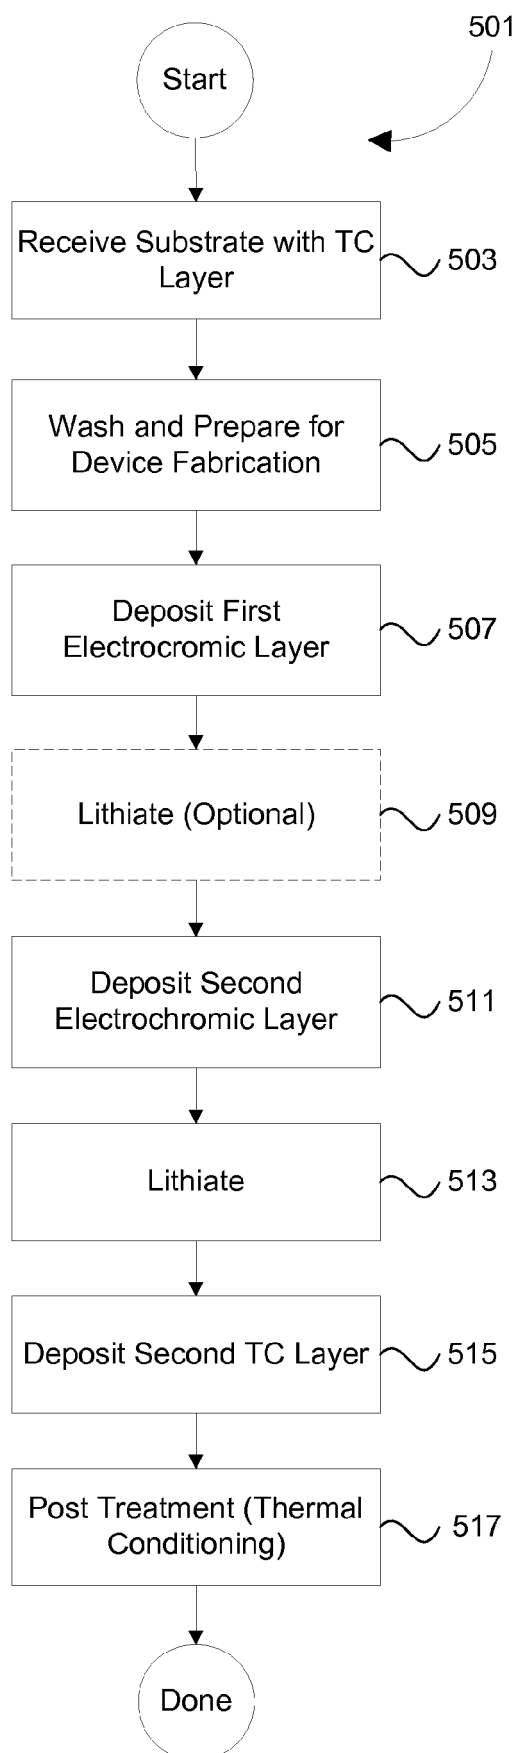 501
Start
Receive Substrate with TC
Layer
503
Wash and Prepare for
Device Fabrication
505
Deposit First
Electrocromic Layer
507
Lithiate (Optional)
509
Deposit Second
Electrochromic Layer
511
Lithiate
513
Deposit Second TC Layer
515
Post Treatment (Thermal
Conditioning)
517
Done